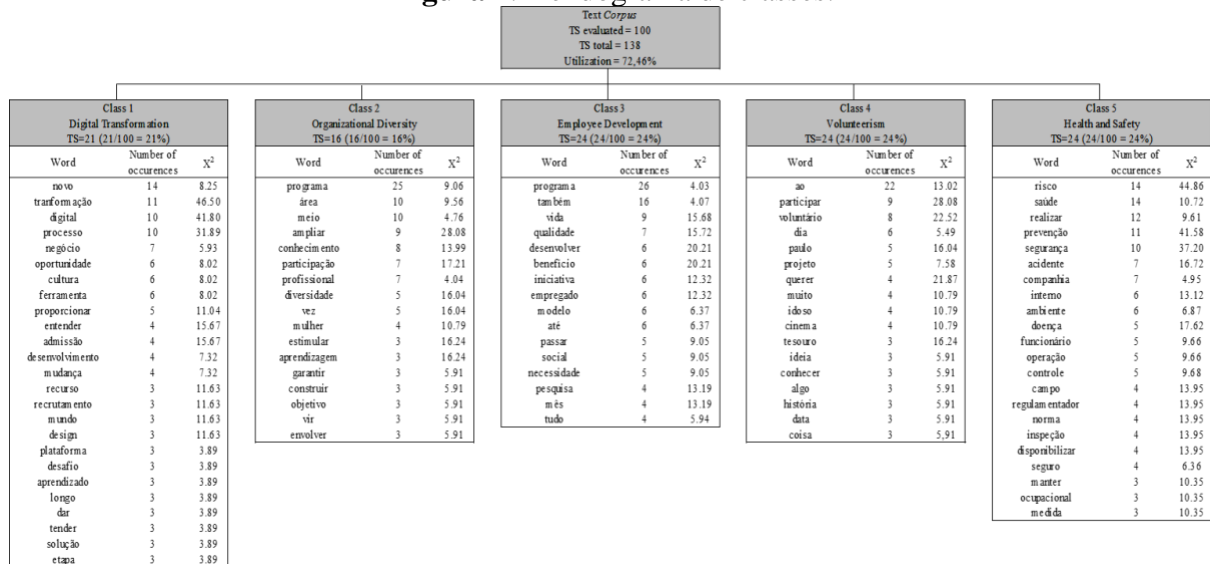 de classes.
Text Corpus
TS evaluated = 100
TS total = 138
Utilization = 72,46%
Class 1
Digital Transformation
TS=21 (21/100 = 21%)
Word Number of occurences X²
novo 14 8.25
tranformação 11 46.50
digital 10 41.80
processo 10 31.89
negócio 7 5.93
oportunidade 6 8.02
cultura 6 8.02
ferramenta 6 8.02
proporcionar 5 11.04
entender 4 15.67
admissão 4 15.67
desenvolvimento 4 7.32
mudança 4 7.32
recurso 3 11.63
recrutamento 3 11.63
mundo 3 11.63
design 3 11.63
plataforma 3 3.89
desafio 3 3.89
aprendizado 3 3.89
longo 3 3.89
dar 3 3.89
tender 3 3.89
solução 3 3.89
etapa 3 3.89
Class 2
Organizational Diversity
TS=16 (16/100 = 16%)
Word Number of occurences X²
programa 25 9.06
área 10 9.56
meio 10 4.76
ampliar 9 28.08
conhecimento 8 13.99
participação 7 17.21
profissional 7 4.04
diversidade 5 16.04
vez 5 16.04
mulher 4 10.79
estimular 3 16.24
aprendizagem 3 16.24
garantir 3 5.91
construir 3 5.91
objetivo 3 5.91
vir 3 5.91
envolver 3 5.91
Class 3
Employee Development
TS=24 (24/100 = 24%)
Word Number of occurences X²
programa 26 4.03
também 16 4.07
vida 9 15.68
qualidade 7 15.72
desenvolver 6 20.21
beneficio 6 20.21
iniciativa 6 12.32
empregado 6 12.32
modelo 6 6.37
até 6 6.37
passar 5 9.05
social 5 9.05
necessidade 5 9.05
pesquisa 4 13.19
mês 4 13.19
tudo 4 5.94
Class 4
Volunteerism
TS=24 (24/100 = 24%)
Word Number of occurences X²
ao 22 13.02
participar 9 28.08
voluntário 8 22.52
dia 6 5.49
paulo 5 16.04
projeto 5 7.58
querer 4 21.87
muito 4 10.79
idoso 4 10.79
cinema 4 10.79
tesouro 3 16.24
ideia 3 5.91
conhecer 3 5.91
algo 3 5.91
história 3 5.91
data 3 5.91
coisa 3 5,91
Class 5
Health and Safety
TS=24 (24/100 = 24%)
Word Number of occurences X²
risco 14 44.86
saúde 14 10.72
realizar 12 9.61
prevenção 11 41.58
segurança 10 37.20
acidente 7 16.72
companhia 7 4.95
interno 6 13.12
ambiente 6 6.87
doença 5 17.62
funcionário 5 9.66
operação 5 9.66
controle 5 9.68
campo 4 13.95
regulamentador 4 13.95
norma 4 13.95
inspeção 4 13.95
disponibilizar 4 13.95
seguro 4 6.36
manter 3 10.35
ocupacional 3 10.35
medida 3 10.35